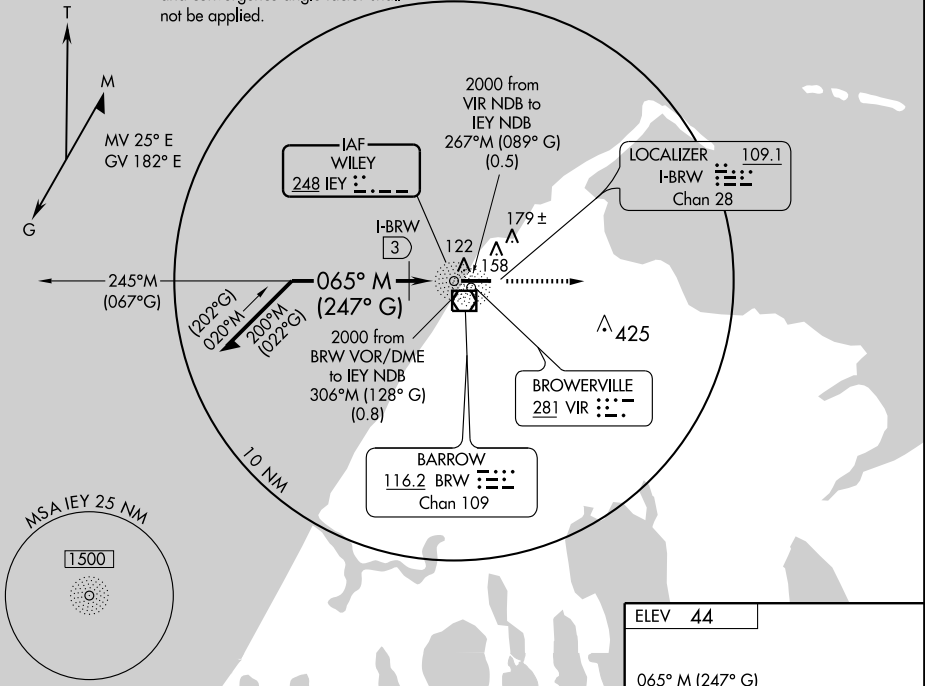 not be applied.
T
M
MV 25° E
GV 182° E
G
2000 from
VIR NDB to
IEY NDB
267°M (089° G)
(0.5)
IAF
WILEY
248 IEY
LOCALIZER 109.1
I-BRW
Chan 28
I-BRW
3
122
179 ±
158
245°M
(067°G)
065° M
(247° G)
(202°G)
020°M
200°M
(022°G)
2000 from
BRW VOR/DME
to IEY NDB
306°M (128° G)
(0.8)
425
BROWERVILLE
281 VIR
BARROW
116.2 BRW
Chan 109
10 NM
MSA IEY 25 NM
1500
ELEV 44
065° M (247° G)